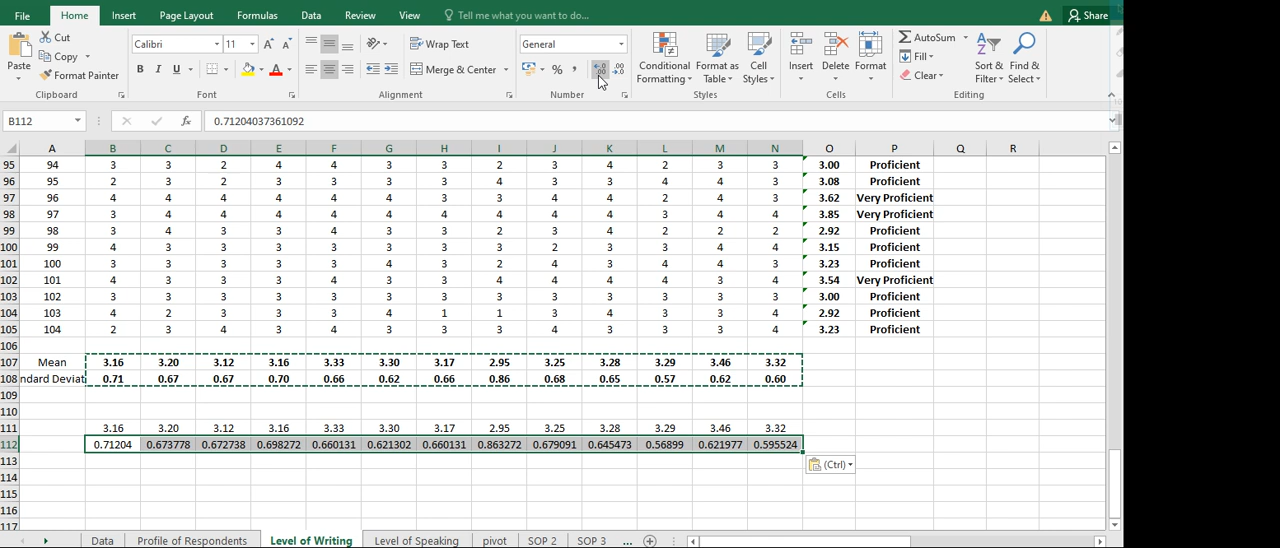 File Home Insert Page Layout Formulas Data Review View Tell me what you want to do... Share
Paste Cut Copy Format Painter Clipboard
Calibri 11 A A B I U A Font
Wrap Text Merge & Center Alignment
General % , Number
Conditional Formatting Format as Table Cell Styles Styles
Insert Delete Format Cells
AutoSum Fill Clear Sort & Filter Find & Select Editing
B112 fx 0.71204037361092
A B C D E F G H I J K L M N O P Q R
95 94 3 3 2 4 4 3 3 2 3 4 2 3 3 3.00 Proficient
96 95 2 3 2 3 3 3 3 4 3 3 4 4 3 3.08 Proficient
97 96 4 4 4 4 4 4 3 3 4 4 2 4 3 3.62 Very Proficient
98 97 3 4 4 4 4 4 4 4 4 4 3 4 4 3.85 Very Proficient
99 98 3 4 3 3 4 3 3 2 3 4 2 2 2 2.92 Proficient
100 99 4 3 3 3 3 3 3 3 2 3 3 4 4 3.15 Proficient
101 100 3 3 3 3 3 4 3 2 4 3 4 4 3 3.23 Proficient
102 101 4 3 3 4 3 3 3 4 4 4 4 3 4 3.54 Very Proficient
103 102 3 3 3 3 3 3 3 3 3 3 3 3 3 3.00 Proficient
104 103 4 2 3 3 3 4 1 1 3 4 3 3 4 2.92 Proficient
105 104 2 3 4 3 4 3 3 3 4 3 3 3 4 3.23 Proficient
106
107 Mean 3.16 3.20 3.12 3.16 3.33 3.30 3.17 2.95 3.25 3.28 3.29 3.46 3.32
108 ndard Deviat 0.71 0.67 0.67 0.70 0.66 0.62 0.66 0.86 0.68 0.65 0.57 0.62 0.60
109
110
111 3.16 3.20 3.12 3.16 3.33 3.30 3.17 2.95 3.25 3.28 3.29 3.46 3.32
112 0.71204 0.673778 0.672738 0.698272 0.660131 0.621302 0.660131 0.863272 0.679091 0.645473 0.56899 0.621977 0.595524
113 (Ctrl)
114
115
116
117
Data Profile of Respondents Level of Writing Level of Speaking pivot SOP 2 SOP 3 ...